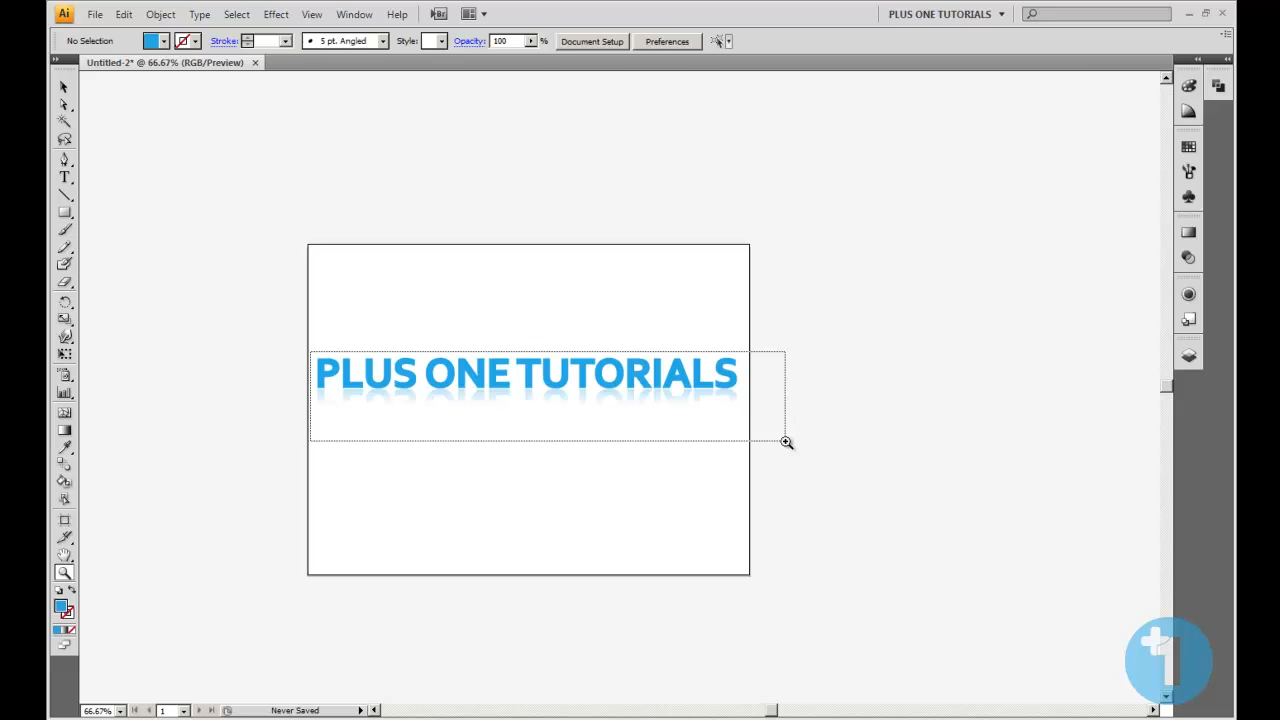 Ai File Edit Object Type Select Effect View Window Help Br PLUS ONE TUTORIALS
No Selection Stroke: 5 pt. Angled Style: Opacity: 100 % Document Setup Preferences
Untitled-2* @ 66.67% (RGB/Preview)
T
PLUS ONE TUTORIALS
+1
66.67% 1 Never Saved